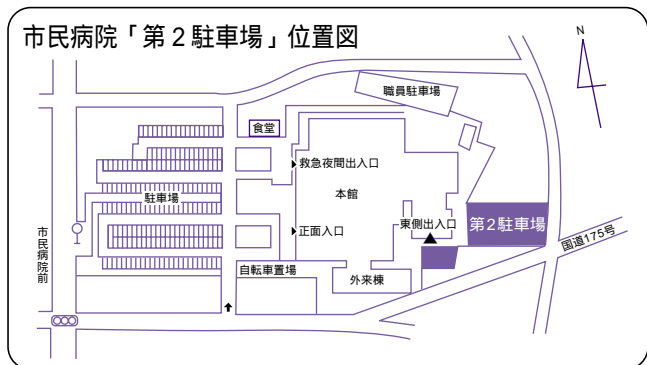 市民病院「第2駐車場」位置図
N
職員駐車場
食堂
救急夜間出入口
本館
駐車場
正面入口
東側出入口
第2駐車場
国道175号
市民病院前
自転車置場
外来棟